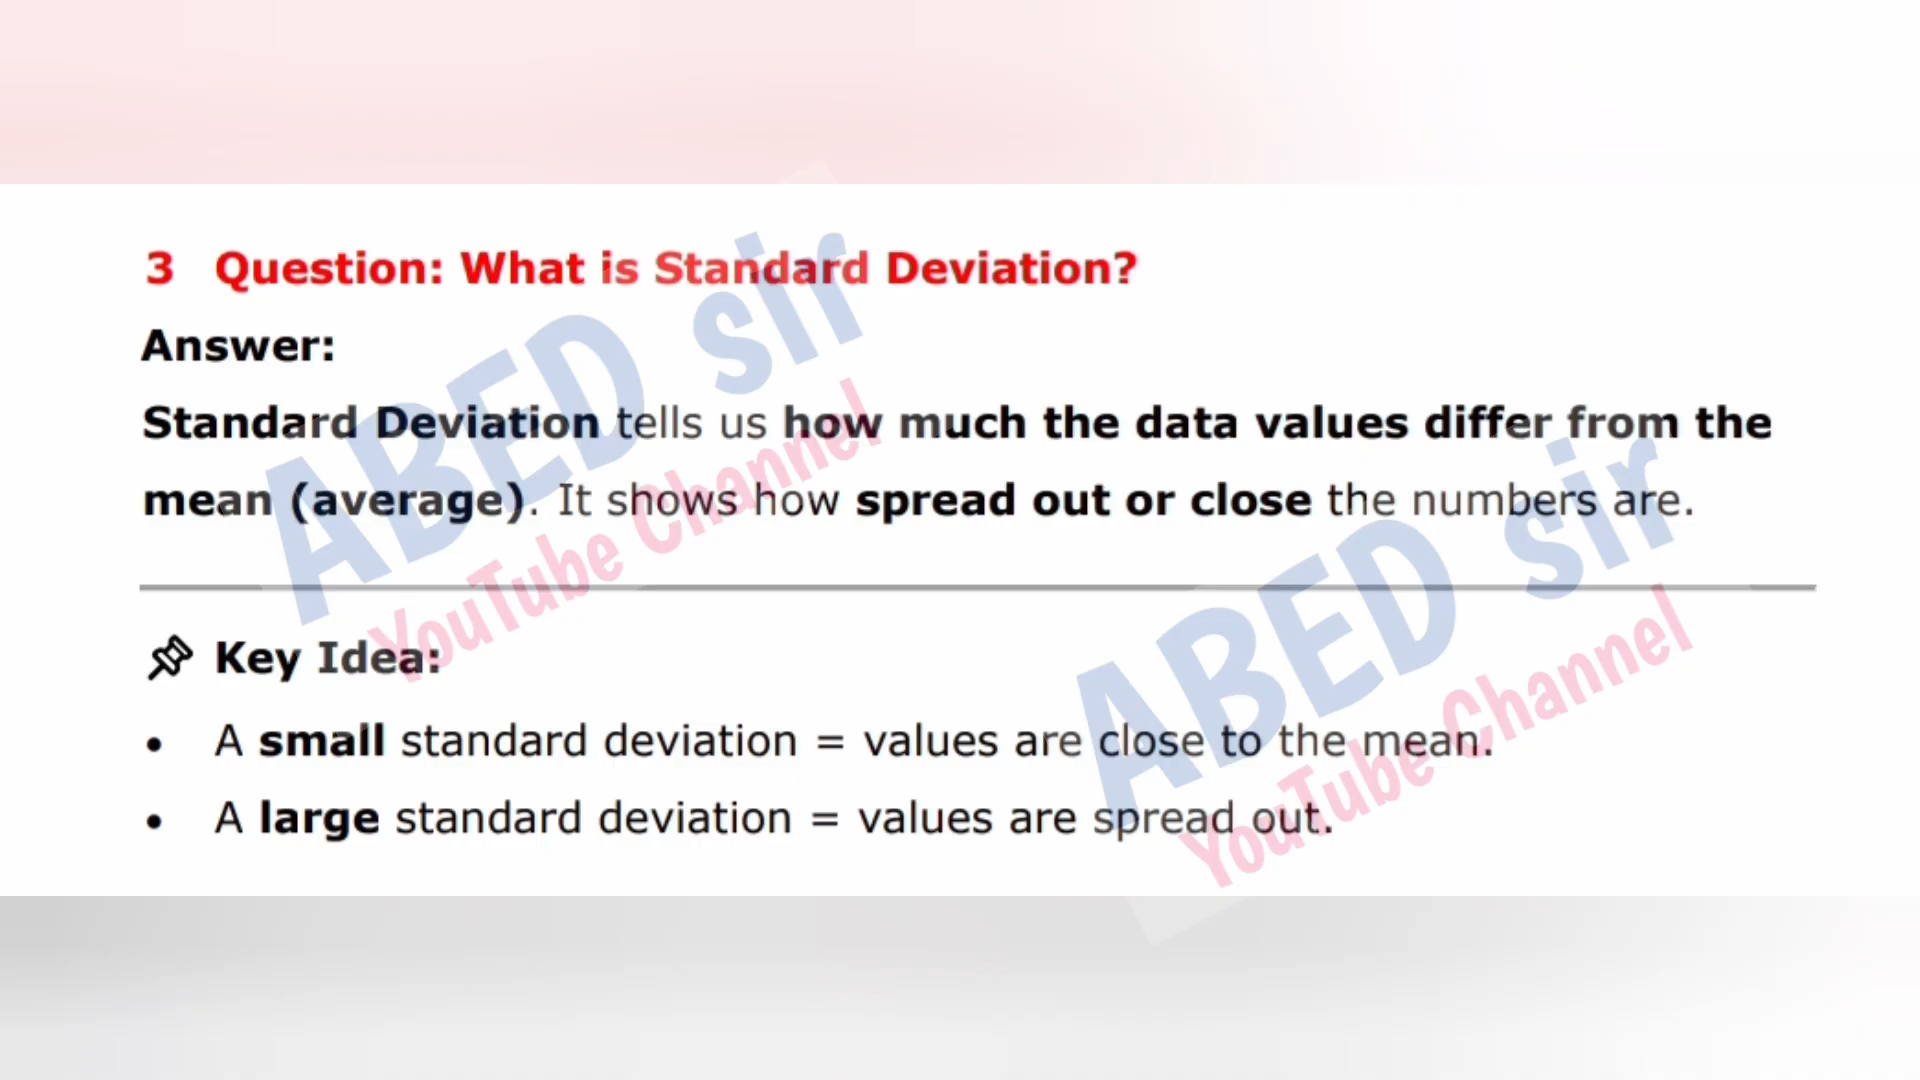 3 Question: What is Standard Deviation?
Answer:
Standard Deviation tells us how much the data values differ from the
mean (average). It shows how spread out or close the numbers are.
Key Idea:
• A small standard deviation = values are close to the mean.
• A large standard deviation = values are spread out.
ABED sir
YouTube Channel
ABED sir
YouTube Channel